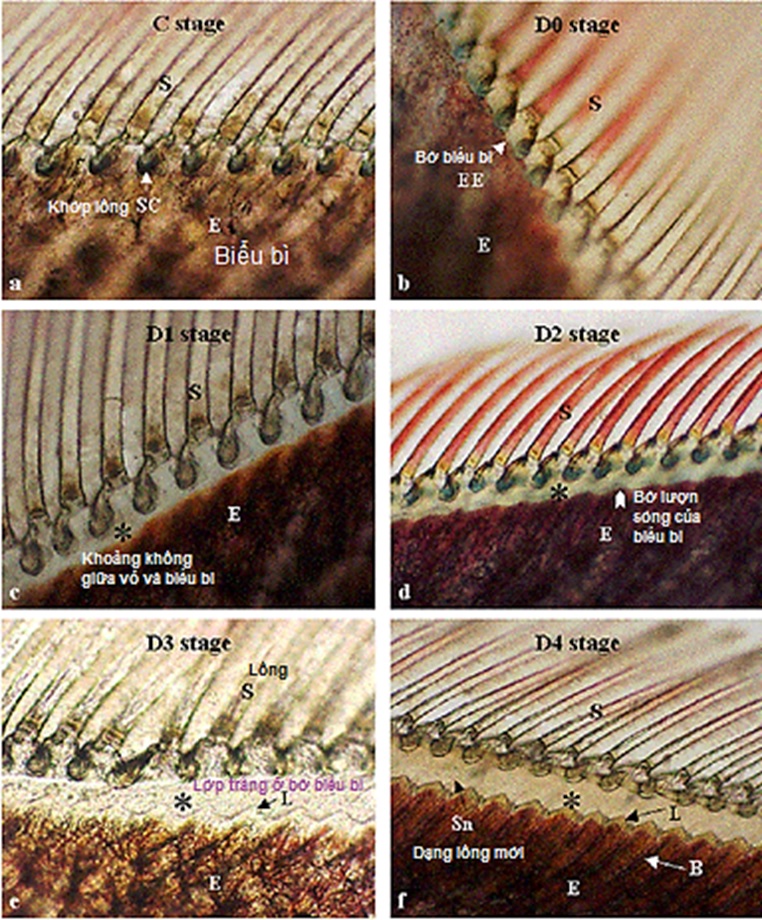 C stage
S
Khớp lông SC
E
Biểu bì
a
D0 stage
S
Bờ biểu bì
EE
E
b
D1 stage
S
E
*
Khoảng không
giữa vỏ và biểu bì
c
D2 stage
S
*
Bờ lượn
sóng của
biểu bì
E
d
D3 stage
Lông
S
Lớp trắng ở bờ biểu bì
* L
E
e
D4 stage
S
* L
Sn
Dạng lông mới
B
E
f